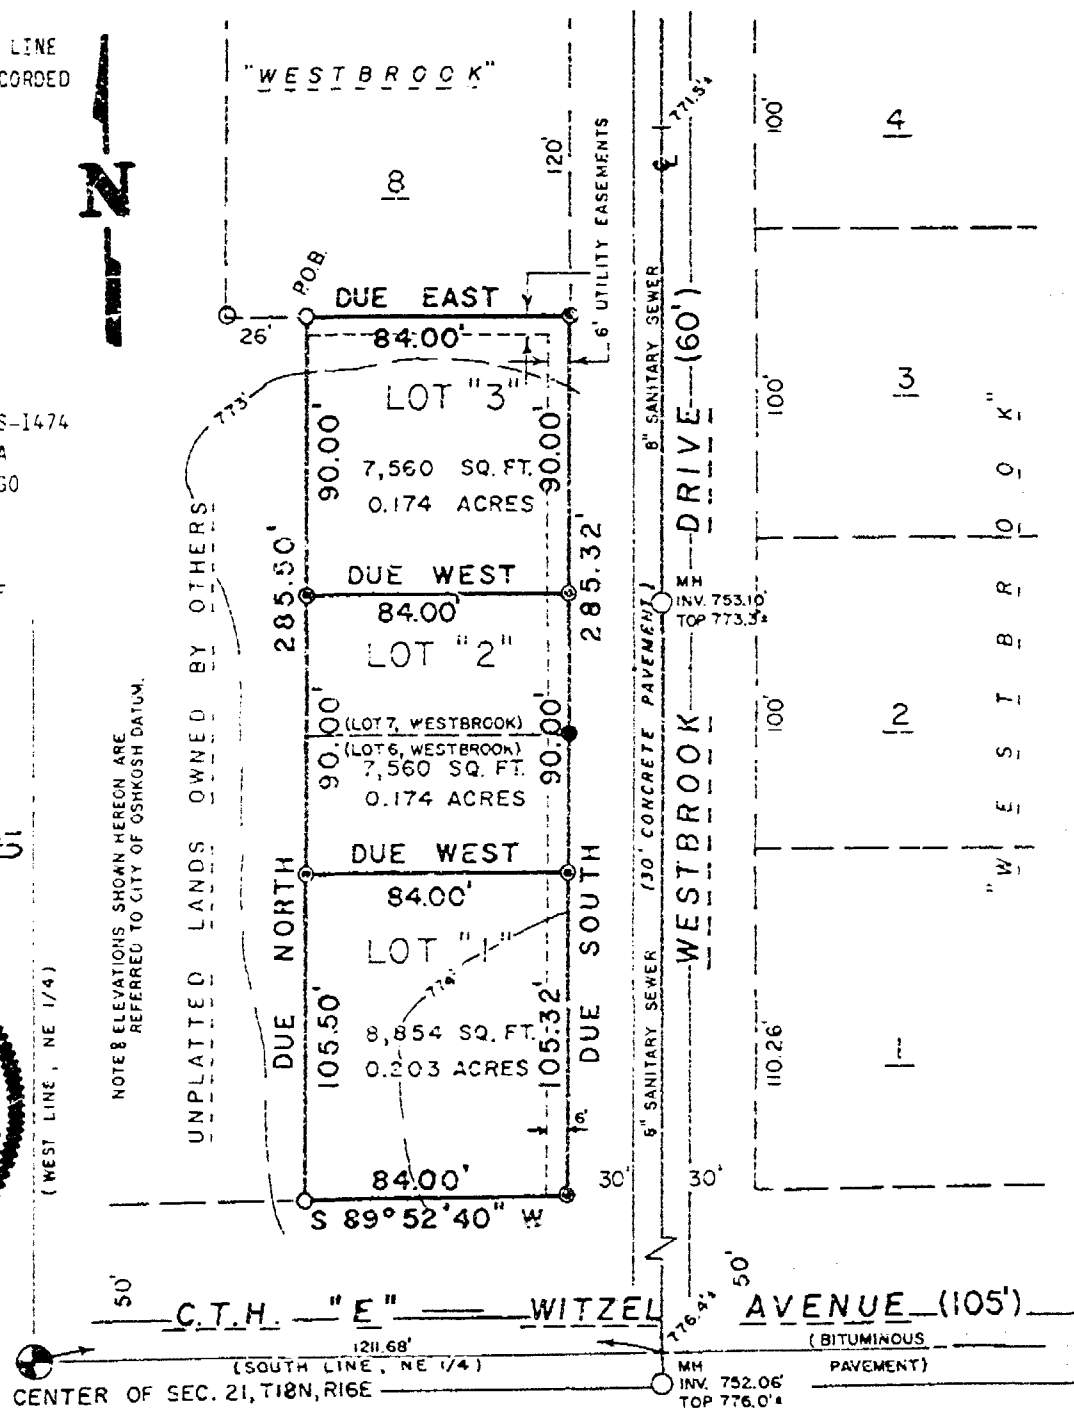 LINE
CORDED
N
"WESTBROOK"
8
120'
6' UTILITY EASEMENTS
771.5'±
℄
100'
4
P.O.B.
DUE EAST
26'
84.00'
773'
LOT "3"
90.00'
90.00'
7,560 SQ. FT.
0.174 ACRES
8" SANITARY SEWER
100'
3
S-1474
A
GO
285.50'
285.32'
DUE WEST
84.00'
LOT "2"
MH
INV. 753.10'
TOP 773.3'±
90.00'
90.00'
(LOT 7, WESTBROOK)
(LOT 6, WESTBROOK)
7,560 SQ. FT.
0.174 ACRES
100'
2
"WESTBROOK"
UNPLATTED LANDS OWNED BY OTHERS
NOTE: ELEVATIONS SHOWN HEREON ARE
REFERRED TO CITY OF OSHKOSH DATUM.
(30' CONCRETE PAVEMENT)
WESTBROOK DRIVE (60')
DUE WEST
84.00'
DUE NORTH
DUE SOUTH
LOT "1"
774'
105.50'
105.32'
8,854 SQ. FT.
0.203 ACRES
6'
6" SANITARY SEWER
110.26'
1
(WEST LINE, NE 1/4)
84.00'
S 89°52'40" W
30'
30'
50'
50'
C.T.H. "E" WITZEL AVENUE (105')
776.4'±
1211.68'
(SOUTH LINE, NE 1/4)
(BITUMINOUS
PAVEMENT)
CENTER OF SEC. 21, T18N, R16E
MH
INV. 752.06'
TOP 776.0'±